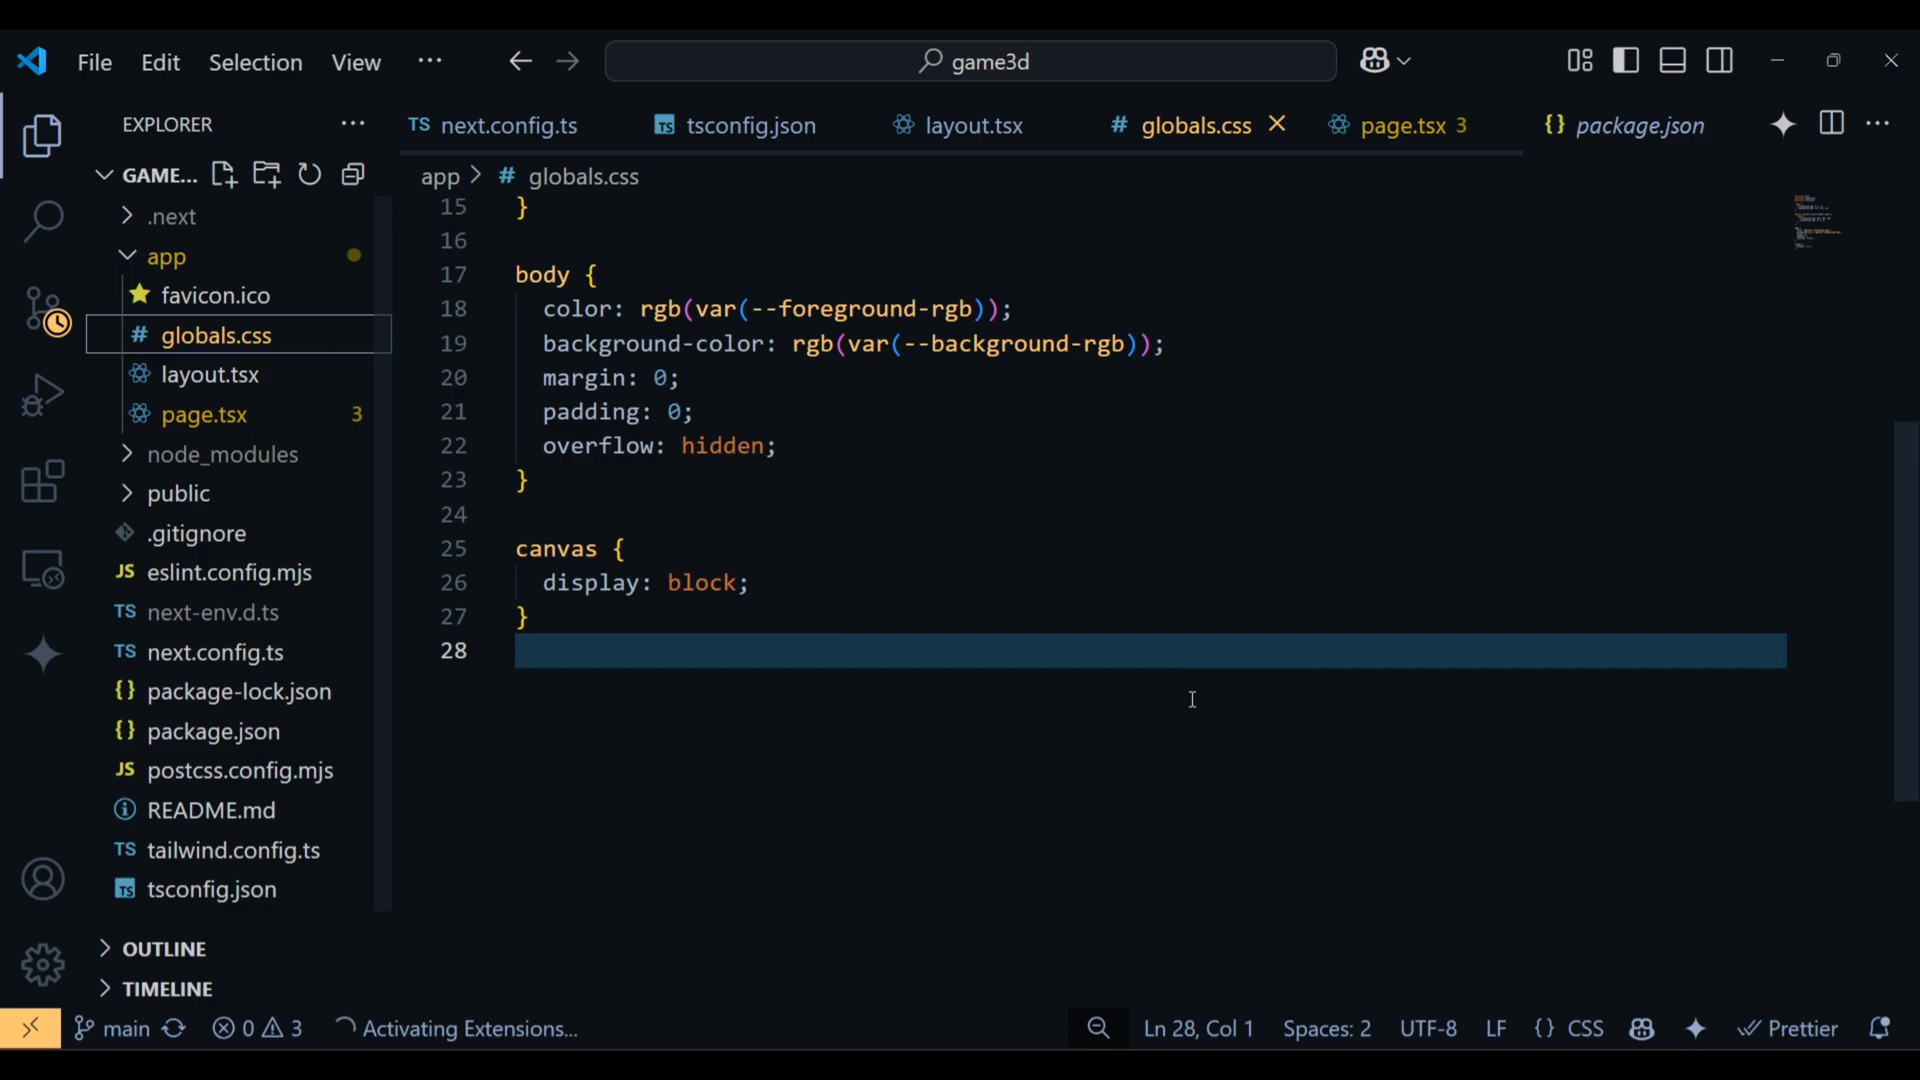 File Edit Selection View ···
game3d
EXPLORER
GAME...
.next
app
favicon.ico
# globals.css
layout.tsx
page.tsx 3
node_modules
public
.gitignore
JS eslint.config.mjs
TS next-env.d.ts
TS next.config.ts
{} package-lock.json
{} package.json
JS postcss.config.mjs
README.md
TS tailwind.config.ts
TS tsconfig.json
OUTLINE
TIMELINE
TS next.config.ts
TS tsconfig.json
layout.tsx
# globals.css
page.tsx 3
{} package.json
app > # globals.css
15 }
16
17 body {
18 color: rgb(var(--foreground-rgb));
19 background-color: rgb(var(--background-rgb));
20 margin: 0;
21 padding: 0;
22 overflow: hidden;
23 }
24
25 canvas {
26 display: block;
27 }
28
main 0 3 Activating Extensions... Ln 28, Col 1 Spaces: 2 UTF-8 LF {} CSS Prettier